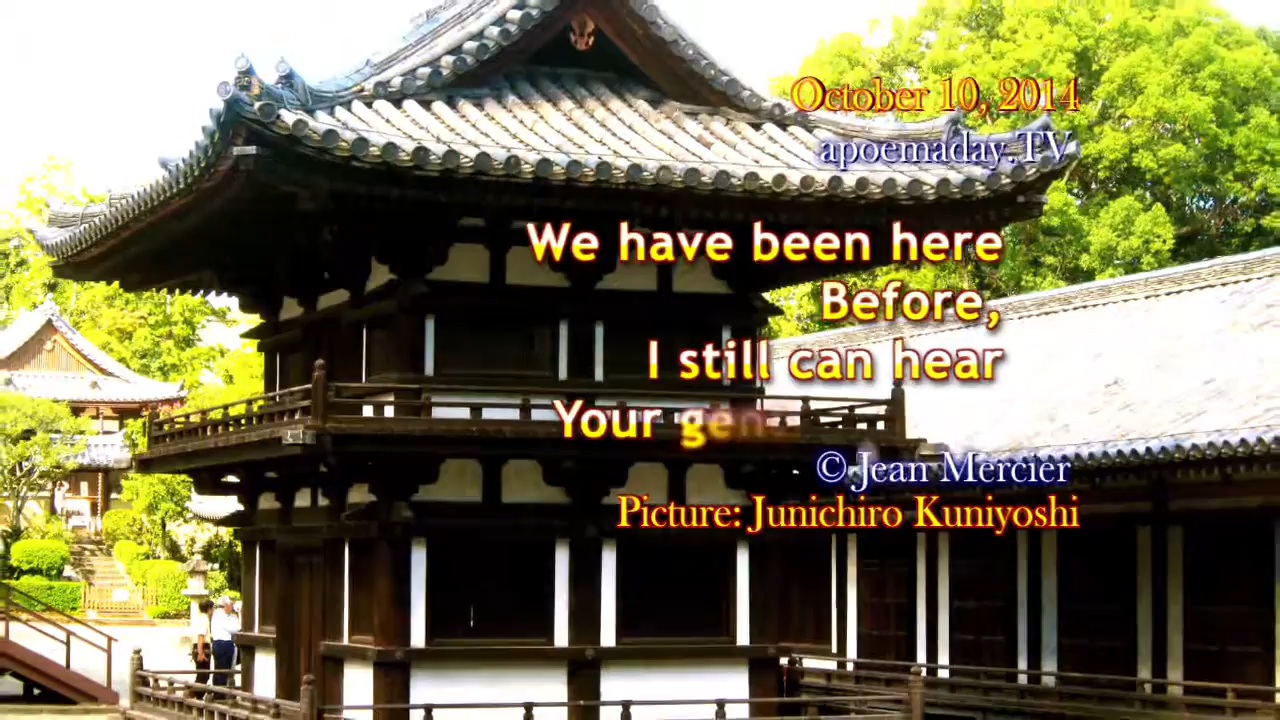 October 10, 2014
apoemaday.TV
We have been here
Before,
I still can hear
Your
© Jean Mercier
Picture: Junichiro Kuniyoshi